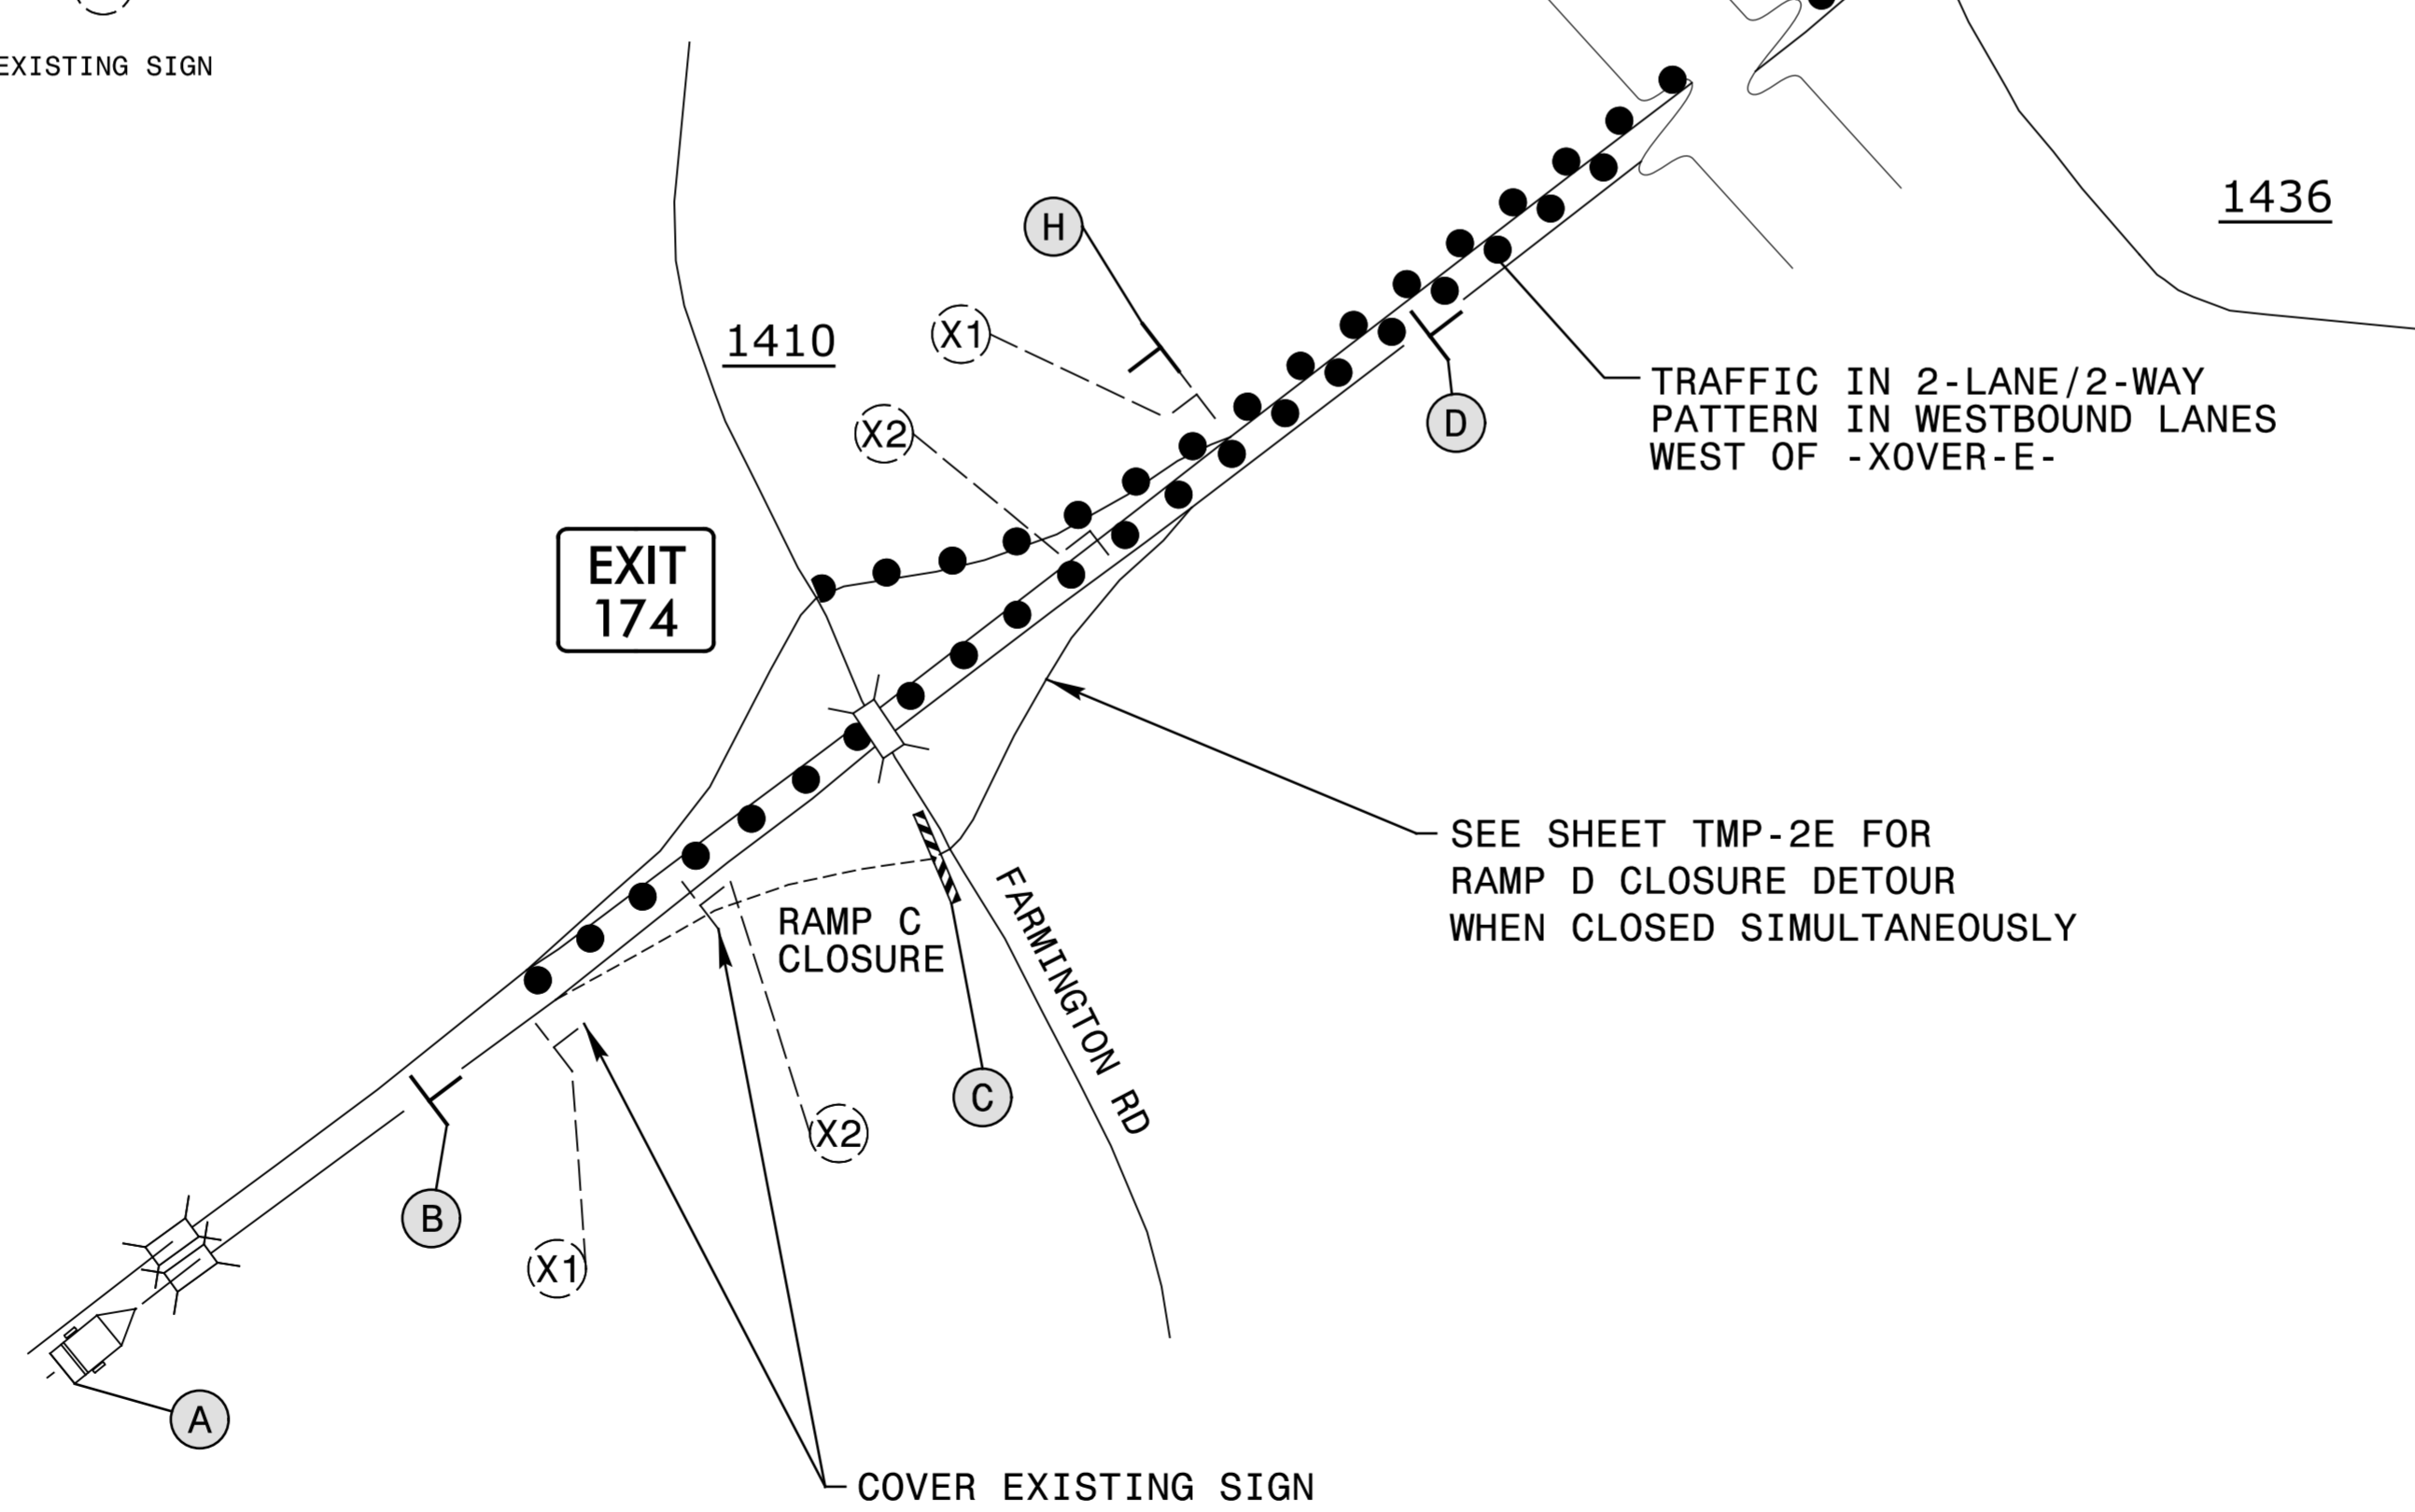 EXISTING SIGN
1436
H
X1
1410
TRAFFIC IN 2-LANE/2-WAY
PATTERN IN WESTBOUND LANES
WEST OF -XOVER-E-
X2
D
EXIT
174
SEE SHEET TMP-2E FOR
RAMP D CLOSURE DETOUR
WHEN CLOSED SIMULTANEOUSLY
RAMP C
CLOSURE
FARMINGTON RD
C
X2
B
X1
A
COVER EXISTING SIGN